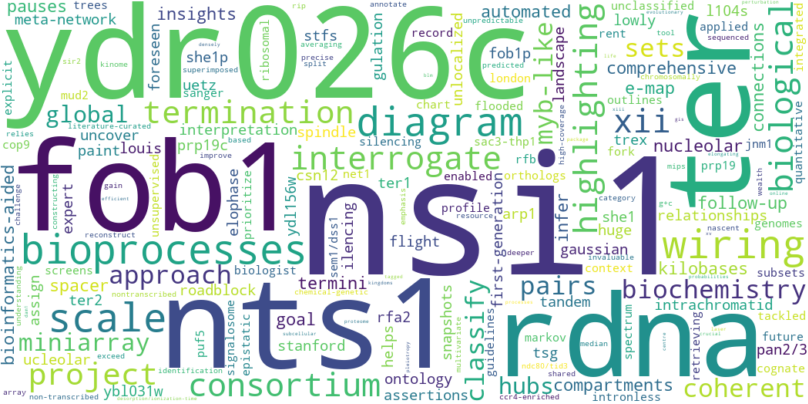 pauses trees
meta-network
insights
rip
annotate
unpredictable
automated
unclassified
lowly
l104s
explicit
ydr026c
foreseen
ribosomal
stfs
averaging
precise
split
gulation
record
she1p
fob1p
unlocalized
london
landscape
myb-like
highlighting
rent
applied
sets
comprehensive
ter
connections
biological
integrated
quantitative
sir2
kinome
densely
superimposed
uetz
sanger
mud2
based
relies
predicted
chart
flooded
e-map
outlines
tool
sequenced
global
termination
diagram
xii
chromosomally
literature-curated
cop9
uncover
interpretation
spindle
silencing
sac3-thp1
rfb
trex
fork
nucleolar
jnm1
paint
louis
prp19c
interrogate
high-coverage
prp19
mips
elongating
bioinformatics-aided
challenge
fob1
nsi1
expert
unsupervised
elophase
prioritize
csn12
net1
ter1
enabled
profile
resource
first-generation
orthologs
infer
she1
category
wealth
online
follow-up
relationships
gain
improve
efficient
ydl156w
sem1/dss1
ilencing
arp1
emphasis
huge
grc
nascent
genomes
constructing
reconstruct
bioprocesses
flight
gaussian
context
wiring
invaluable
subsets
approach
biologist
termini
deeper
kilobases
biochemistry
understanding
screens
spacer
roadblock
chemical-genetic
tagged
kingdoms
pairs
intrachromatid
probabilities
assign
ter2
nontranscribed
scale
nts1
goal
rfa2
snapshots
classify
guidelines
tandem
markov
spectrum
rdna
retrieving
tackled
future
pan2/3
miniarray
puf5
signalosome
epistatic
stanford
helps
multivariate
tsg
median
cognate
ucleolar
project
identification
exceed
ontology
hubs
compartments
shared
intronless
coherent
array
non-transcribed
ybl031w
consortium
assertions
ccr4-enriched